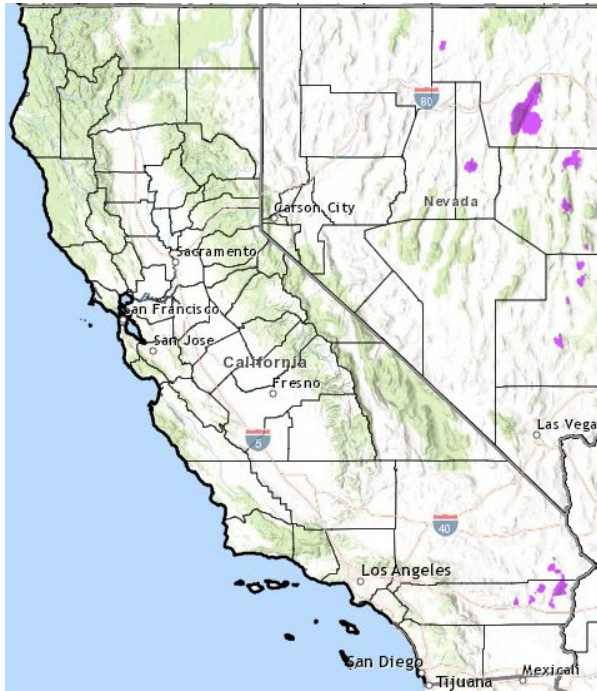 80
Carson City
Nevada
Sacramento
San Francisco
San Jose
California
Fresno
5
Las Vega
40
Los Angeles
San Diego
Mexicali
Tijuana